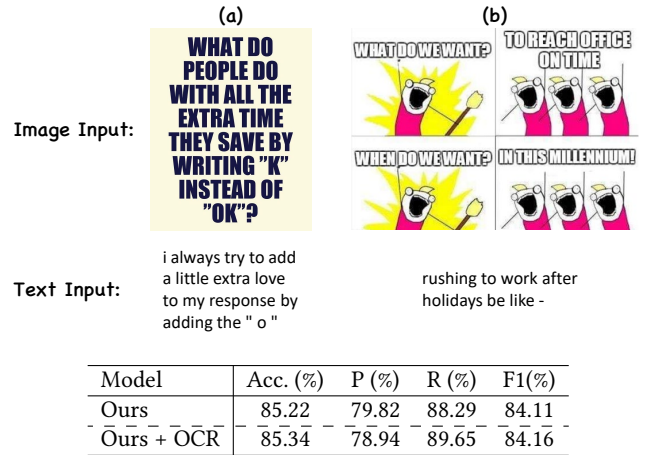 (a)
(b)
Image Input:
WHAT DO
PEOPLE DO
WITH ALL THE
EXTRA TIME
THEY SAVE BY
WRITING ”K”
INSTEAD OF
”OK”?
WHAT DO WE WANT?
TO REACH OFFICE
ON TIME
WHEN DO WE WANT?
IN THIS MILLENNIUM!
Text Input:
i always try to add
a little extra love
to my response by
adding the " o "
rushing to work after
holidays be like -
Model Acc. (%) P (%) R (%) F1(%)
Ours 85.22 79.82 88.29 84.11
Ours + OCR 85.34 78.94 89.65 84.16